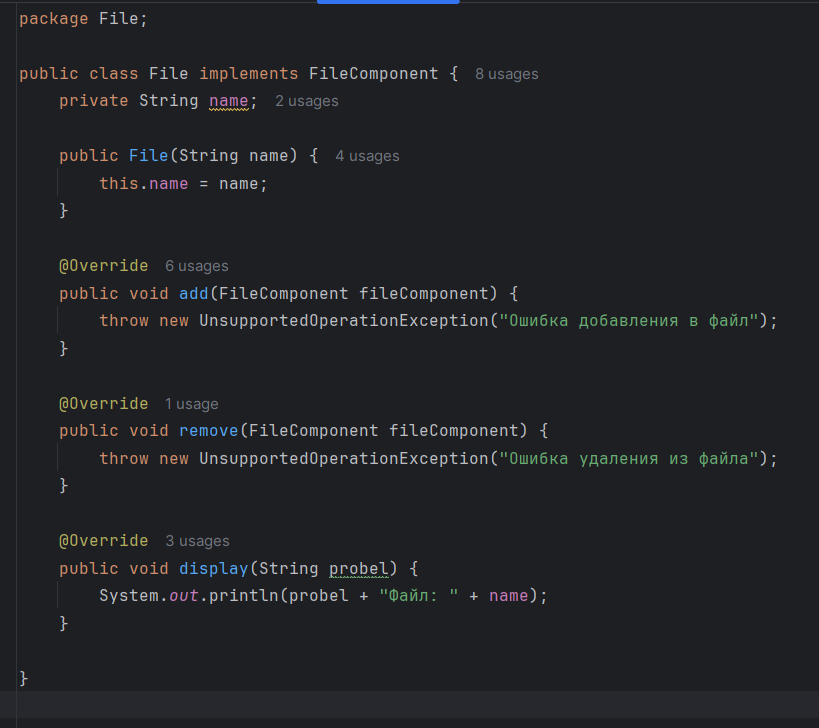 package File;
public class File implements FileComponent {   8 usages
    private String name;   2 usages
    public File(String name) {   4 usages
        this.name = name;
    }
    @Override   6 usages
    public void add(FileComponent fileComponent) {
        throw new UnsupportedOperationException("Ошибка добавления в файл");
    }
    @Override   1 usage
    public void remove(FileComponent fileComponent) {
        throw new UnsupportedOperationException("Ошибка удаления из файла");
    }
    @Override   3 usages
    public void display(String probel) {
        System.out.println(probel + "Файл: " + name);
    }
}